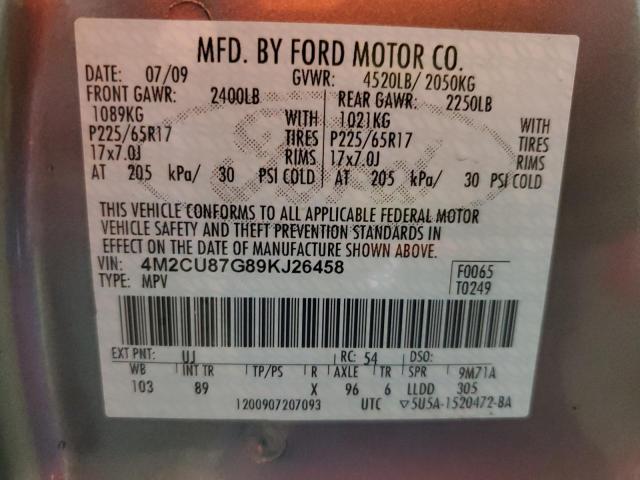 MFD. BY FORD MOTOR CO.
DATE: 07/09 GVWR: 4520LB/ 2050KG
FRONT GAWR: 2400LB REAR GAWR: 2250LB
1089KG WITH 1021KG WITH
P225/65R17 TIRES P225/65R17 TIRES
17x7.0J RIMS 17x7.0J RIMS
AT 205 kPa/ 30 PSI COLD AT 205 kPa/ 30 PSI COLD
THIS VEHICLE CONFORMS TO ALL APPLICABLE FEDERAL MOTOR
VEHICLE SAFETY AND THEFT PREVENTION STANDARDS IN
EFFECT ON THE DATE OF MANUFACTURE SHOWN ABOVE.
VIN: 4M2CU87G89KJ26458 F0065
TYPE: MPV T0249
EXT PNT: UJ RC: 54 DSO:
WB INT TR TP/PS R AXLE TR SPR 9M71A
103 89 X 96 6 LLDD 305
1200907207093 UTC ▽5U5A-1520472-BA